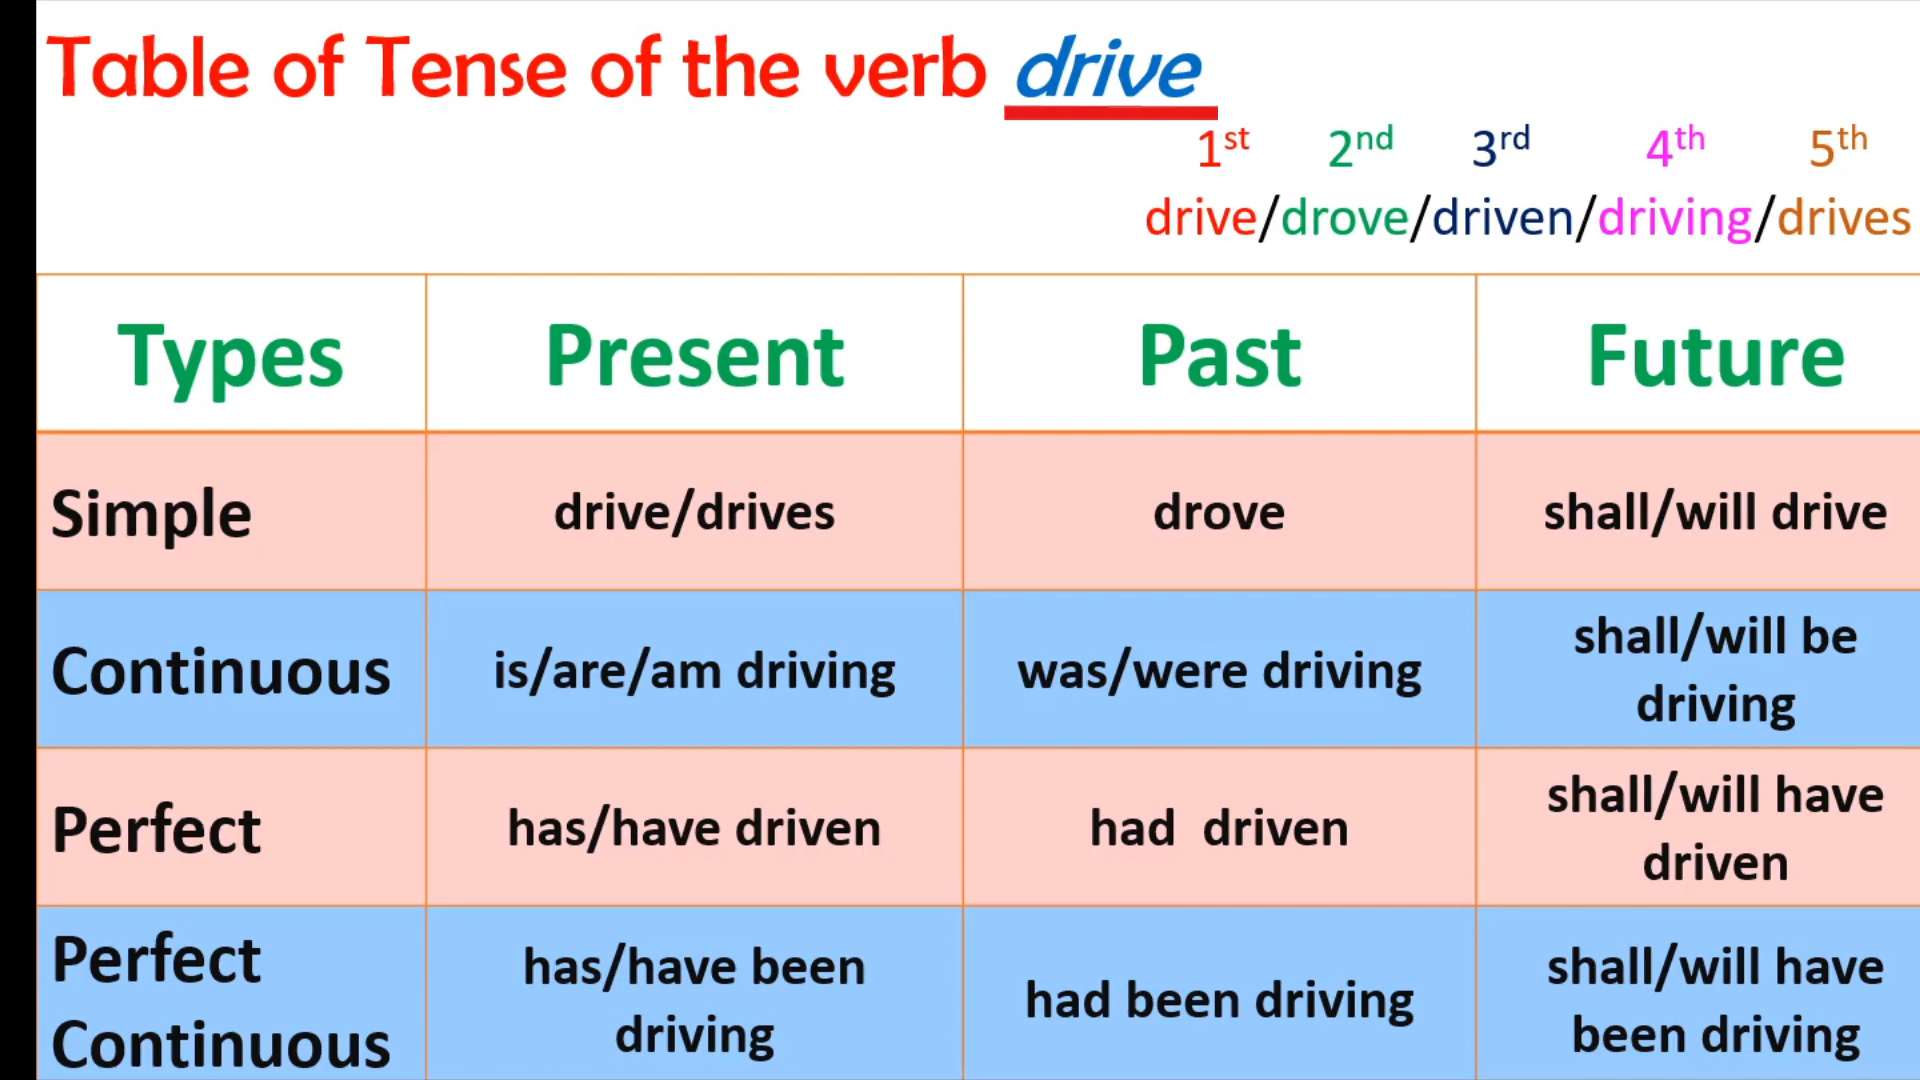 Table of Tense of the verb drive
1st 2nd 3rd 4th 5th
drive/drove/driven/driving/drives
Types Present Past Future
Simple drive/drives drove shall/will drive
Continuous is/are/am driving was/were driving shall/will be
driving
Perfect has/have driven had driven shall/will have
driven
Perfect
Continuous has/have been
driving had been driving shall/will have
been driving